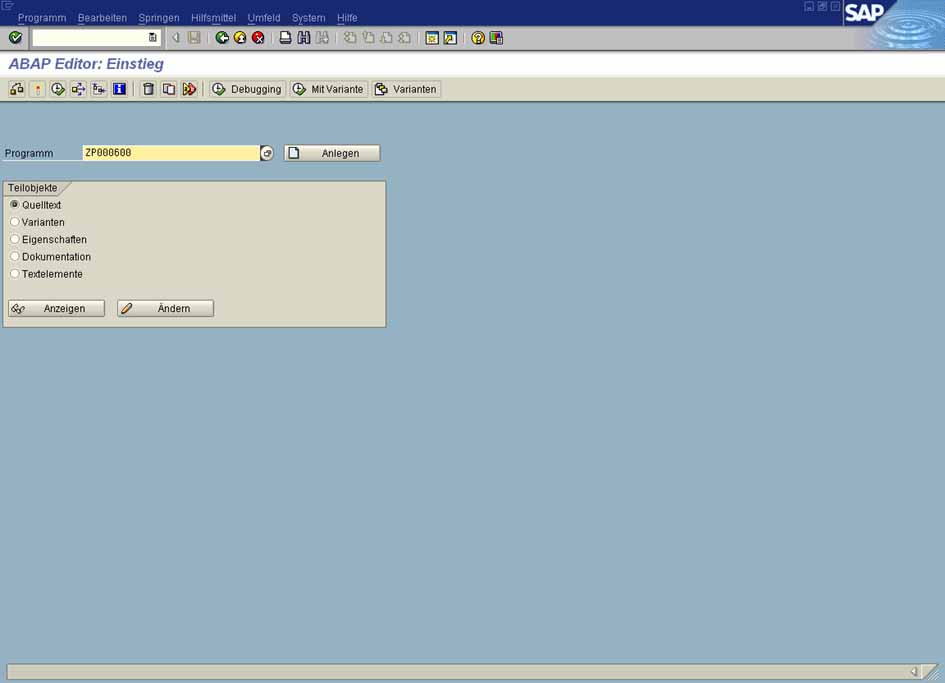 Programm Bearbeiten Springen Hilfsmittel Umfeld System Hilfe
SAP
ABAP Editor: Einstieg
Debugging Mit Variante Varianten
Programm ZP000600 Anlegen
Teilobjekte
Quelltext
Varianten
Eigenschaften
Dokumentation
Textelemente
Anzeigen Ändern